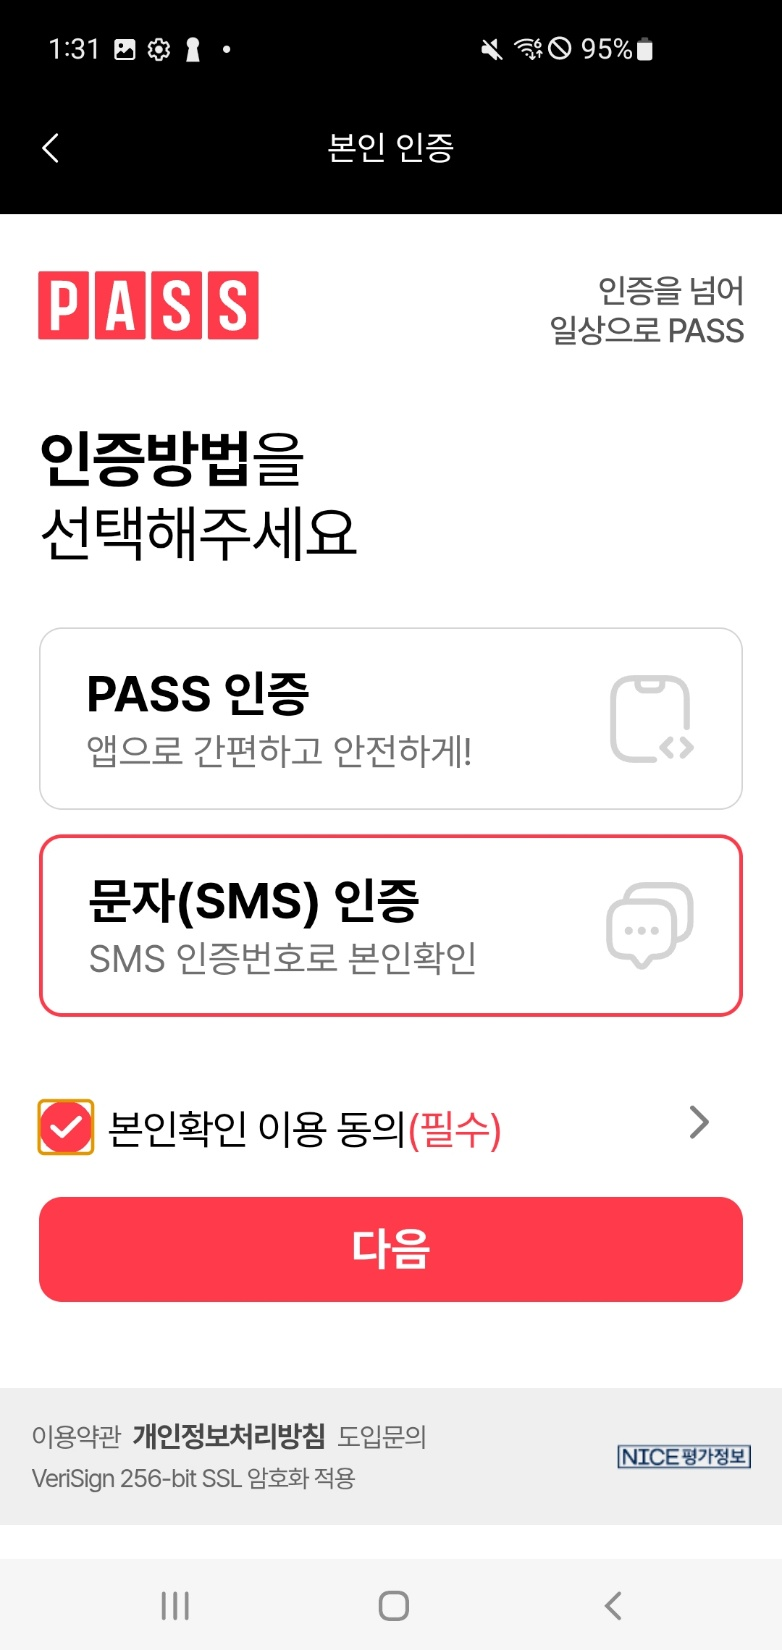 1:31
95%
본인 인증
PASS
인증을 넘어
일상으로 PASS
인증방법을
선택해주세요
PASS 인증
앱으로 간편하고 안전하게!
문자(SMS) 인증
SMS 인증번호로 본인확인
본인확인 이용 동의(필수)
다음
이용약관 개인정보처리방침 도입문의
VeriSign 256-bit SSL 암호화 적용
NICE평가정보